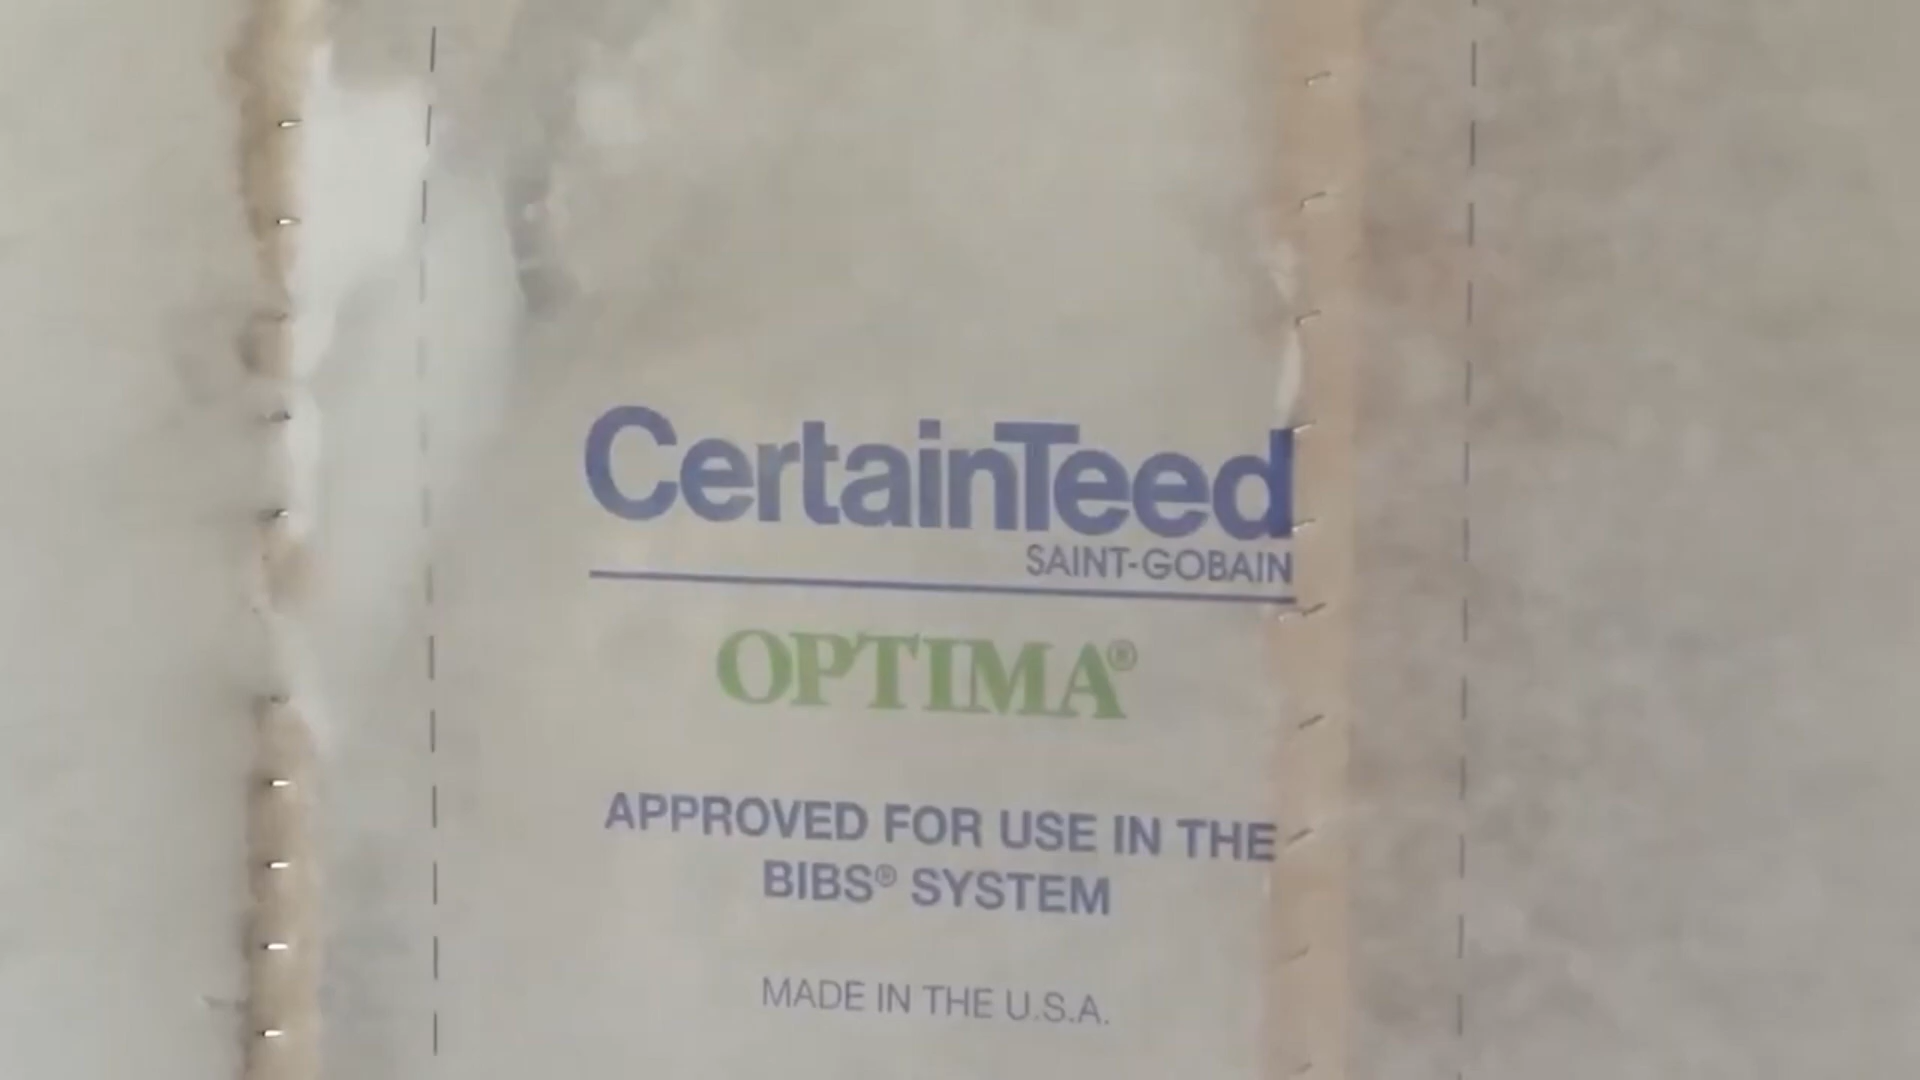 CertainTeed
SAINT-GOBAIN
OPTIMA®
APPROVED FOR USE IN THE
BIBS® SYSTEM
MADE IN THE U.S.A.